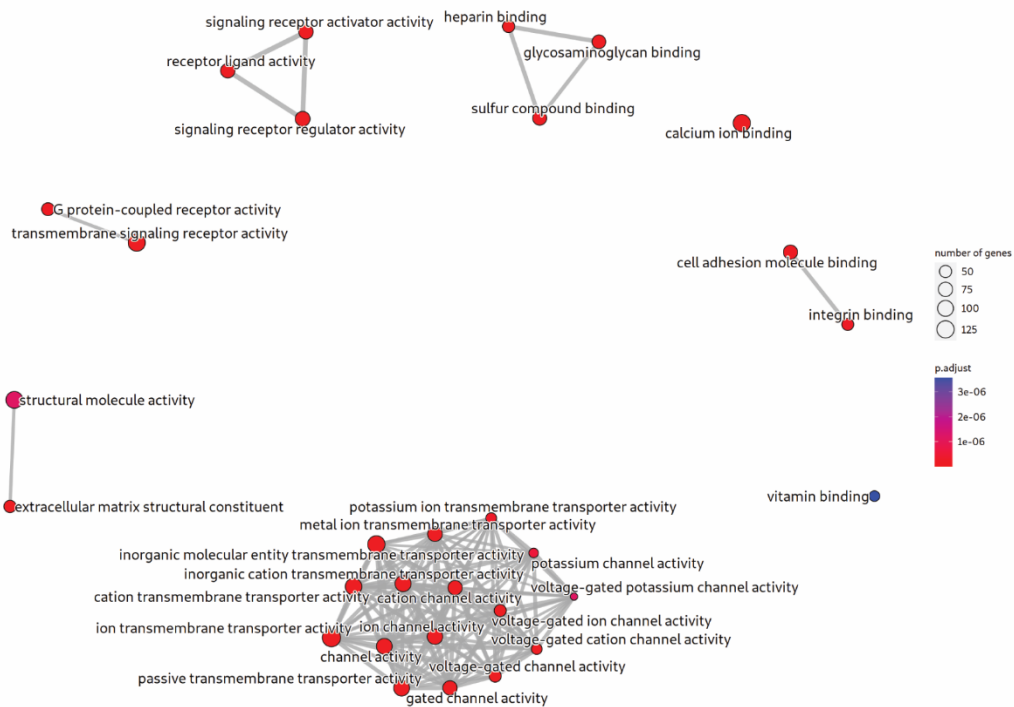 signaling receptor activator activity
heparin binding
receptor ligand activity
glycosaminoglycan binding
signaling receptor regulator activity
sulfur compound binding
calcium ion binding
G protein-coupled receptor activity
transmembrane signaling receptor activity
cell adhesion molecule binding
integrin binding
number of genes
50
75
100
125
p.adjust
3e-06
2e-06
1e-06
structural molecule activity
extracellular matrix structural constituent
vitamin binding
potassium ion transmembrane transporter activity
metal ion transmembrane transporter activity
inorganic molecular entity transmembrane transporter activity
potassium channel activity
inorganic cation transmembrane transporter activity
voltage-gated potassium channel activity
cation transmembrane transporter activity
cation channel activity
voltage-gated ion channel activity
ion transmembrane transporter activity
ion channel activity
voltage-gated cation channel activity
channel activity
voltage-gated channel activity
passive transmembrane transporter activity
gated channel activity